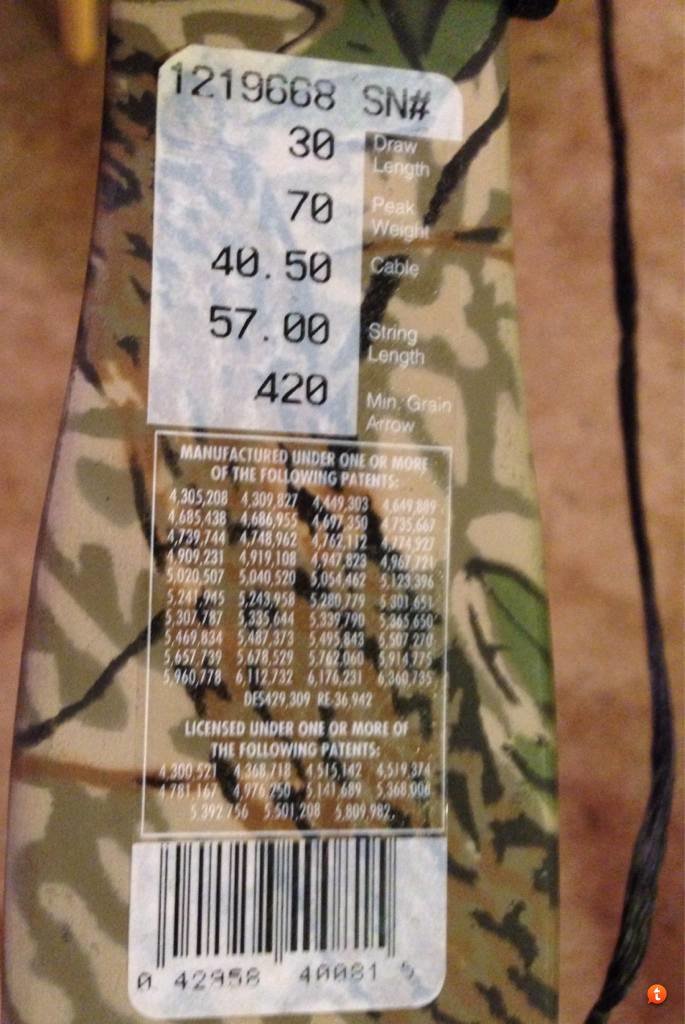 1219668 SN#
30 Draw Length
70 Peak Weight
40.50 Cable
57.00 String Length
420 Min. Grain Arrow
MANUFACTURED UNDER ONE OR MORE
OF THE FOLLOWING PATENTS:
4,305,208 4,309,827 4,449,303 4,649,889
4,685,438 4,686,955 4,697,350 4,735,667
4,739,744 4,748,962 4,762,112 4,774,927
4,909,231 4,919,108 4,947,823 4,967,721
5,020,507 5,040,520 5,054,462 5,123,396
5,241,945 5,243,958 5,280,779 5,301,651
5,307,787 5,335,644 5,339,790 5,365,650
5,469,834 5,487,373 5,495,843 5,507,270
5,657,739 5,678,529 5,762,060 5,914,775
5,960,778 6,112,732 6,176,231 6,360,735
DES429,309 RE-36,942
LICENSED UNDER ONE OR MORE OF
THE FOLLOWING PATENTS:
4,300,521 4,368,718 4,515,142 4,519,374
4,781,167 4,976,250 5,141,689 5,368,006
5,392,756 5,501,208 5,809,982,
0 42958 40081 5
t